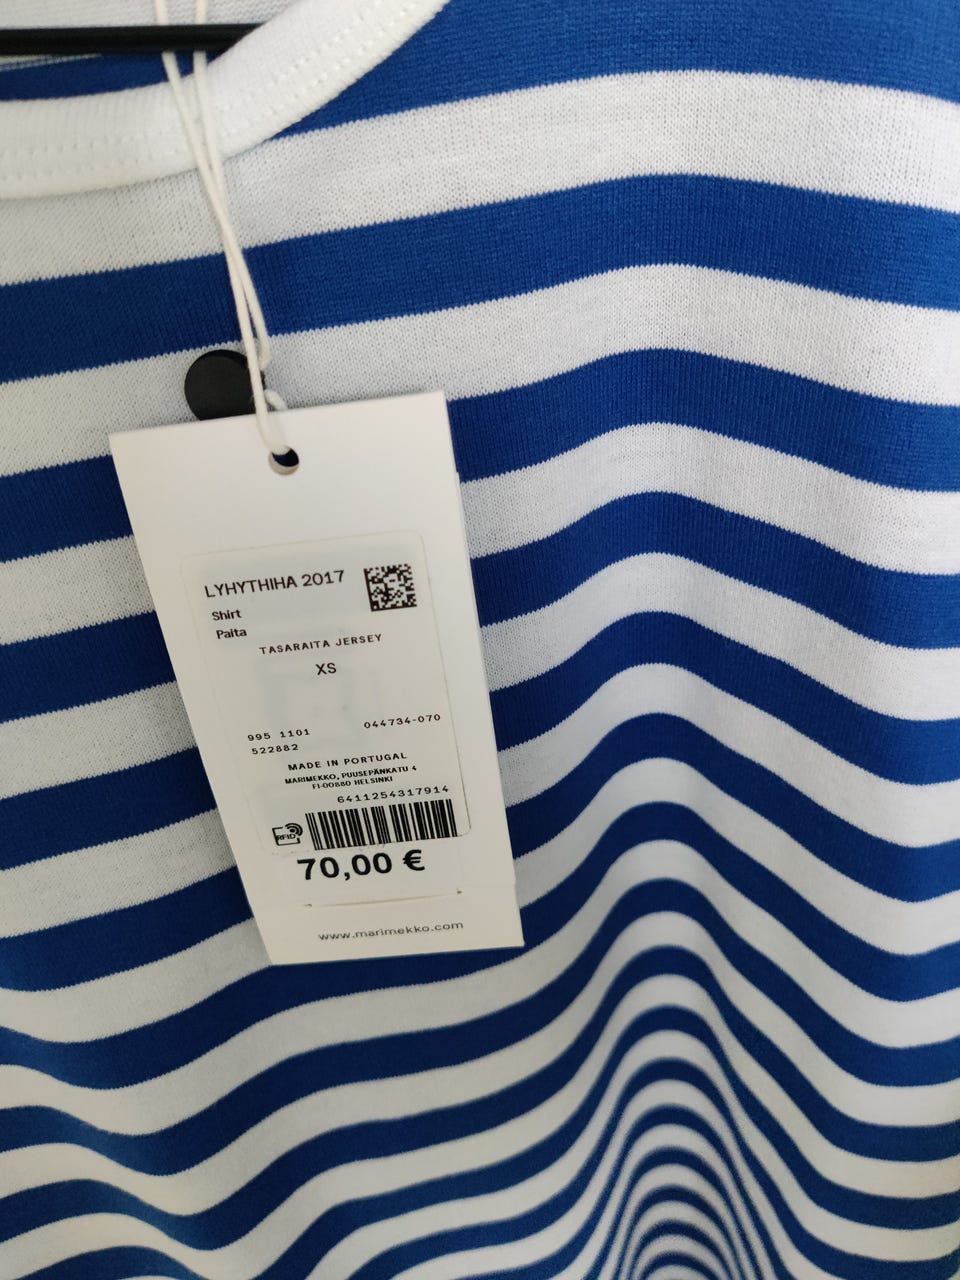 LYHYTHIHA 2017
Shirt
Paita
TASARAITA JERSEY
XS
995 1101 044734-070
522882
MADE IN PORTUGAL
MARIMEKKO, PUUSEPÄNKATU 4
FI-00880 HELSINKI
6411254317914
RFID
70,00 €
www.marimekko.com